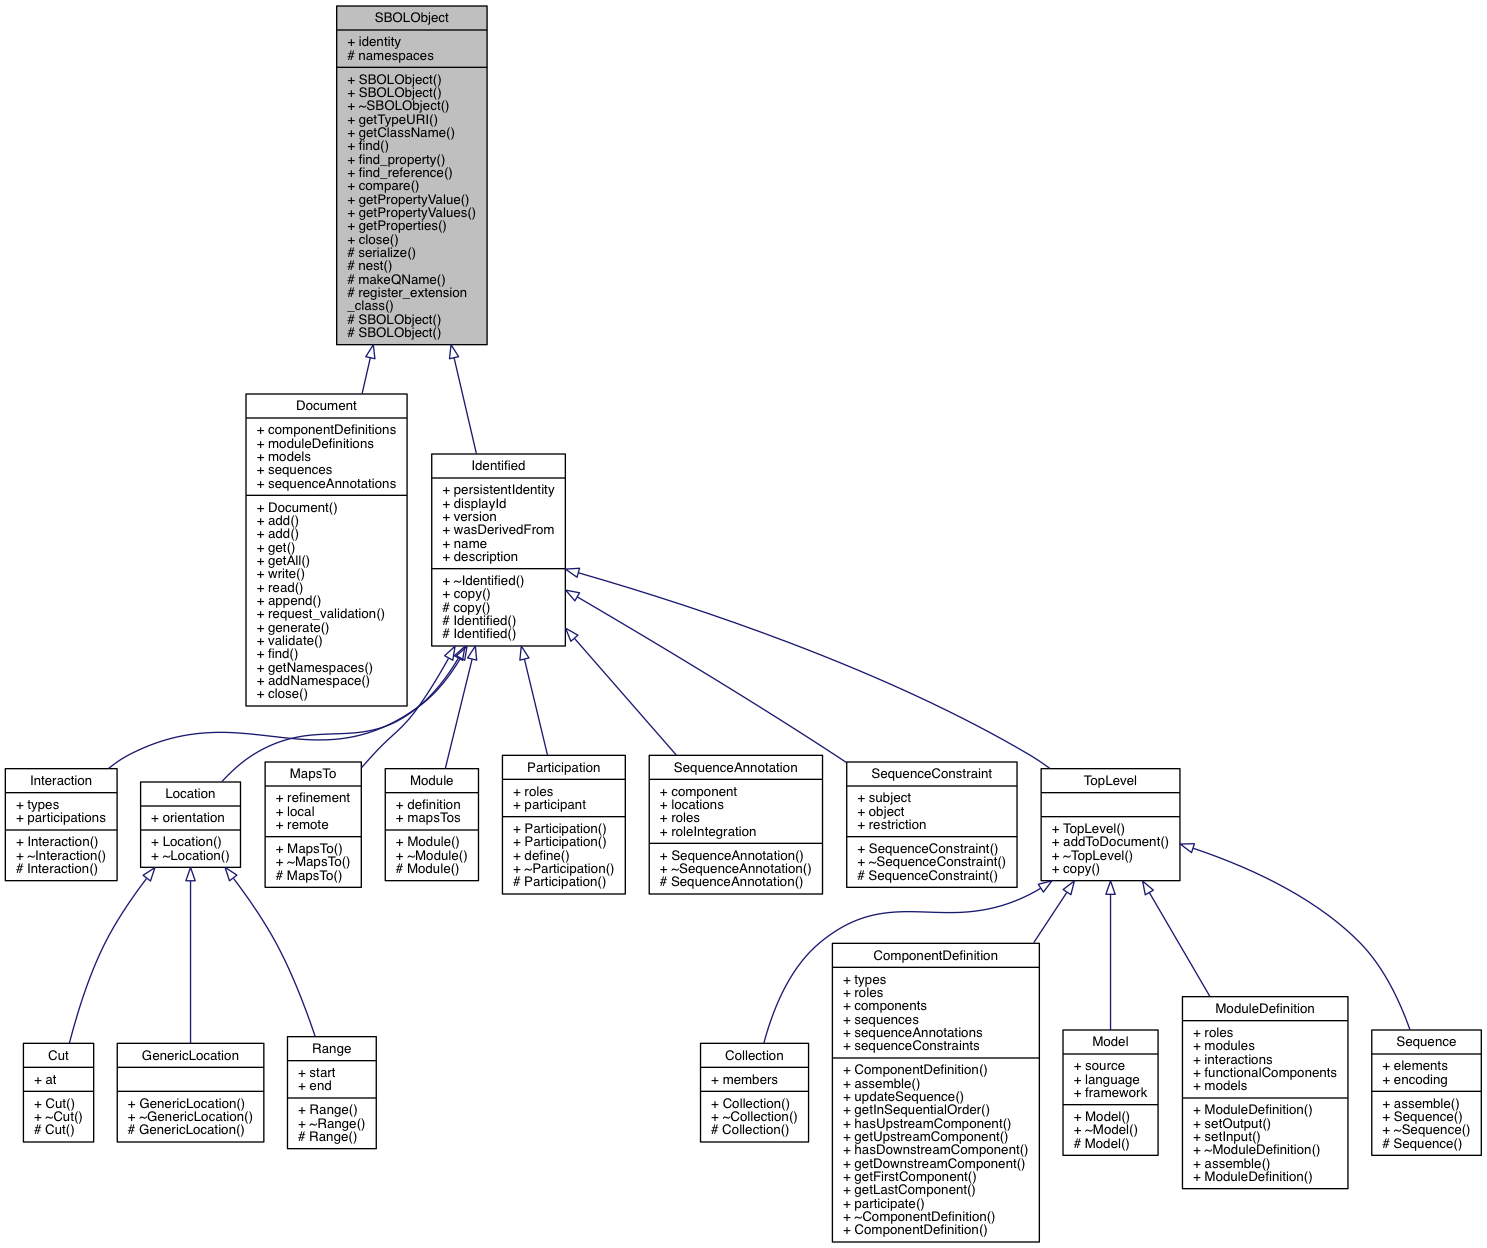 SBOLObject
+ identity
# namespaces
+ SBOLObject()
+ SBOLObject()
+ ~SBOLObject()
+ getTypeURI()
+ getClassName()
+ find()
+ find_property()
+ find_reference()
+ compare()
+ getPropertyValue()
+ getPropertyValues()
+ getProperties()
+ close()
# serialize()
# nest()
# makeQName()
# register_extension
_class()
# SBOLObject()
# SBOLObject()
Document
+ componentDefinitions
+ moduleDefinitions
+ models
+ sequences
+ sequenceAnnotations
+ Document()
+ add()
+ add()
+ get()
+ getAll()
+ write()
+ read()
+ append()
+ request_validation()
+ generate()
+ validate()
+ find()
+ getNamespaces()
+ addNamespace()
+ close()
Identified
+ persistentIdentity
+ displayId
+ version
+ wasDerivedFrom
+ name
+ description
+ ~Identified()
+ copy()
# copy()
# Identified()
# Identified()
Interaction
+ types
+ participations
+ Interaction()
+ ~Interaction()
# Interaction()
Location
+ orientation
+ Location()
+ ~Location()
MapsTo
+ refinement
+ local
+ remote
+ MapsTo()
+ ~MapsTo()
# MapsTo()
Module
+ definition
+ mapsTos
+ Module()
+ ~Module()
# Module()
Participation
+ roles
+ participant
+ Participation()
+ Participation()
+ define()
+ ~Participation()
# Participation()
SequenceAnnotation
+ component
+ locations
+ roles
+ roleIntegration
+ SequenceAnnotation()
+ ~SequenceAnnotation()
# SequenceAnnotation()
SequenceConstraint
+ subject
+ object
+ restriction
+ SequenceConstraint()
+ ~SequenceConstraint()
# SequenceConstraint()
TopLevel
+ TopLevel()
+ addToDocument()
+ ~TopLevel()
+ copy()
Cut
+ at
+ Cut()
+ ~Cut()
# Cut()
GenericLocation
+ GenericLocation()
+ ~GenericLocation()
# GenericLocation()
Range
+ start
+ end
+ Range()
+ ~Range()
# Range()
Collection
+ members
+ Collection()
+ ~Collection()
# Collection()
ComponentDefinition
+ types
+ roles
+ components
+ sequences
+ sequenceAnnotations
+ sequenceConstraints
+ ComponentDefinition()
+ assemble()
+ updateSequence()
+ getInSequentialOrder()
+ hasUpstreamComponent()
+ getUpstreamComponent()
+ hasDownstreamComponent()
+ getDownstreamComponent()
+ getFirstComponent()
+ getLastComponent()
+ participate()
+ ~ComponentDefinition()
+ ComponentDefinition()
Model
+ source
+ language
+ framework
+ Model()
+ ~Model()
# Model()
ModuleDefinition
+ roles
+ modules
+ interactions
+ functionalComponents
+ models
+ ModuleDefinition()
+ setOutput()
+ setInput()
+ ~ModuleDefinition()
+ assemble()
+ ModuleDefinition()
Sequence
+ elements
+ encoding
+ assemble()
+ Sequence()
+ ~Sequence()
# Sequence()